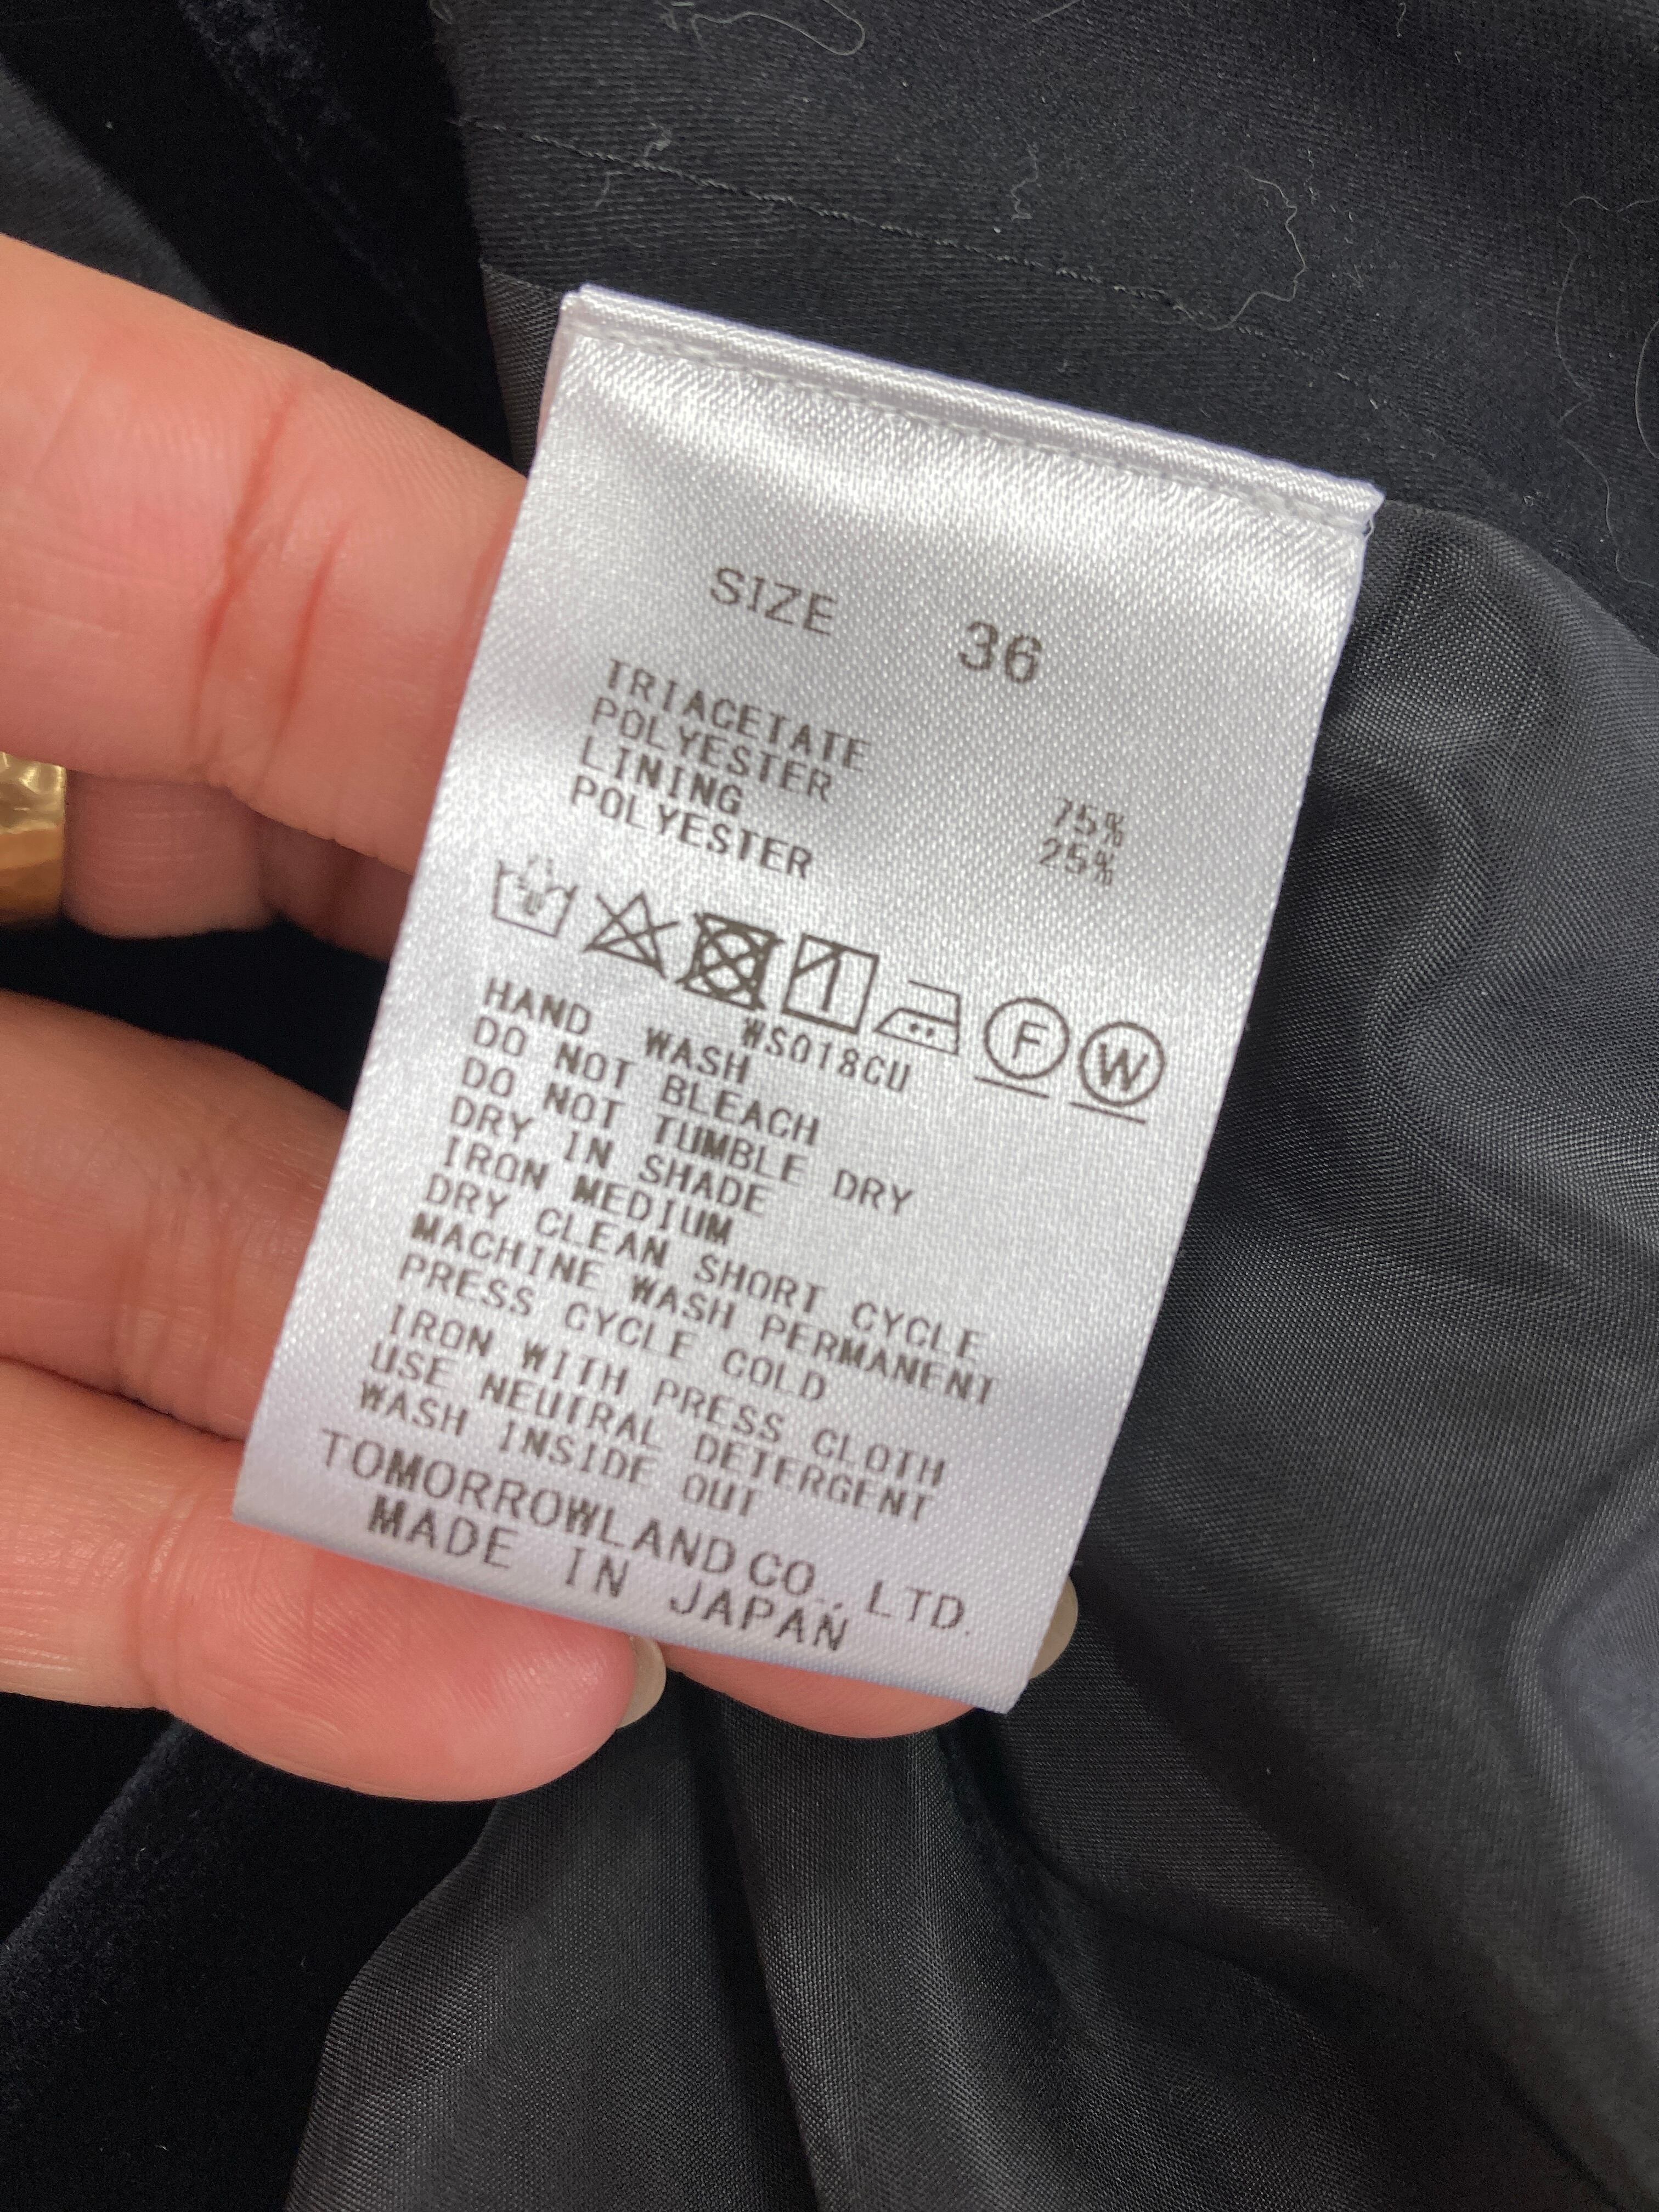 SIZE 36
TRIACETATE 75%
POLYESTER 25%
LINING
POLYESTER
F W
WS018CU
HAND WASH
DO NOT BLEACH
DO NOT TUMBLE DRY
DRY IN SHADE
IRON MEDIUM
DRY CLEAN SHORT CYCLE
MACHINE WASH PERMANENT
PRESS CYCLE COLD
IRON WITH PRESS CLOTH
USE NEUTRAL DETERGENT
WASH INSIDE OUT
TOMORROWLAND CO., LTD.
MADE IN JAPAN